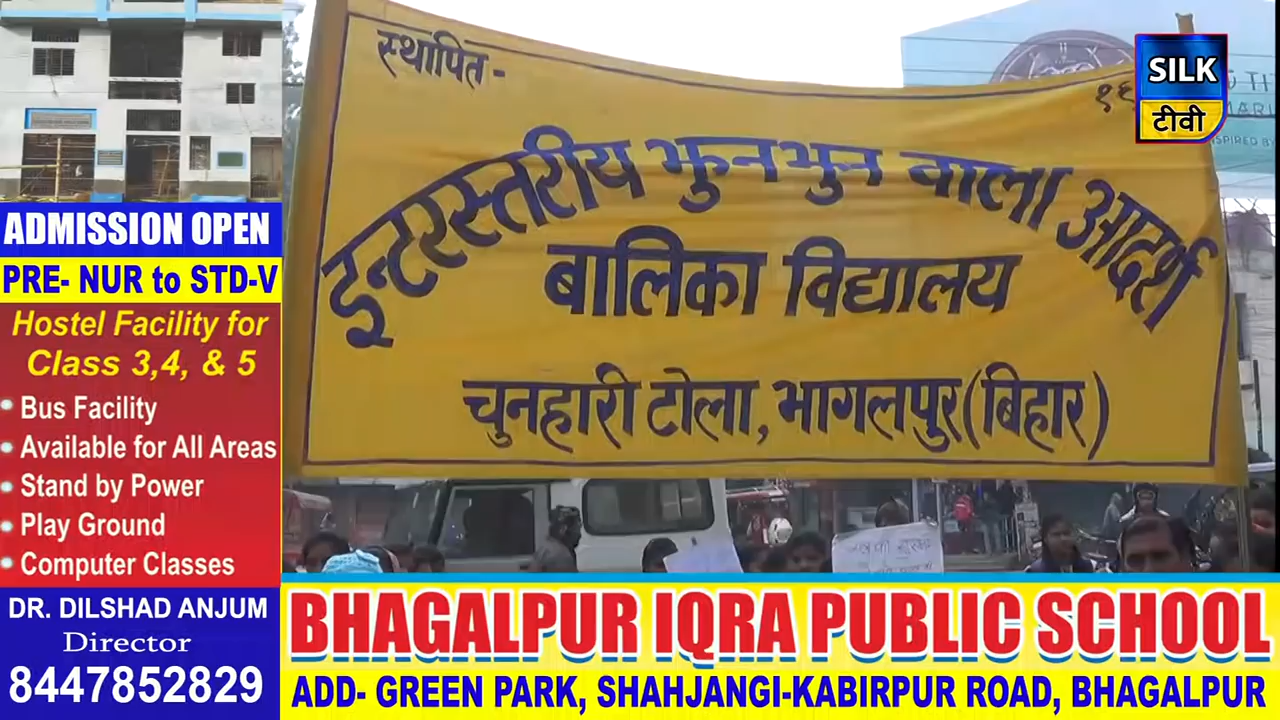 स्थापित-
इन्टरस्तरीय झुनझुन वाला आदर्श
बालिका विद्यालय
चुनहारी टोला, भागलपुर (बिहार)
SILK
टीवी
ADMISSION OPEN
PRE- NUR to STD-V
Hostel Facility for
Class 3,4, & 5
• Bus Facility
• Available for All Areas
• Stand by Power
• Play Ground
• Computer Classes
DR. DILSHAD ANJUM
Director
8447852829
BHAGALPUR IQRA PUBLIC SCHOOL
ADD- GREEN PARK, SHAHJANGI-KABIRPUR ROAD, BHAGALPUR